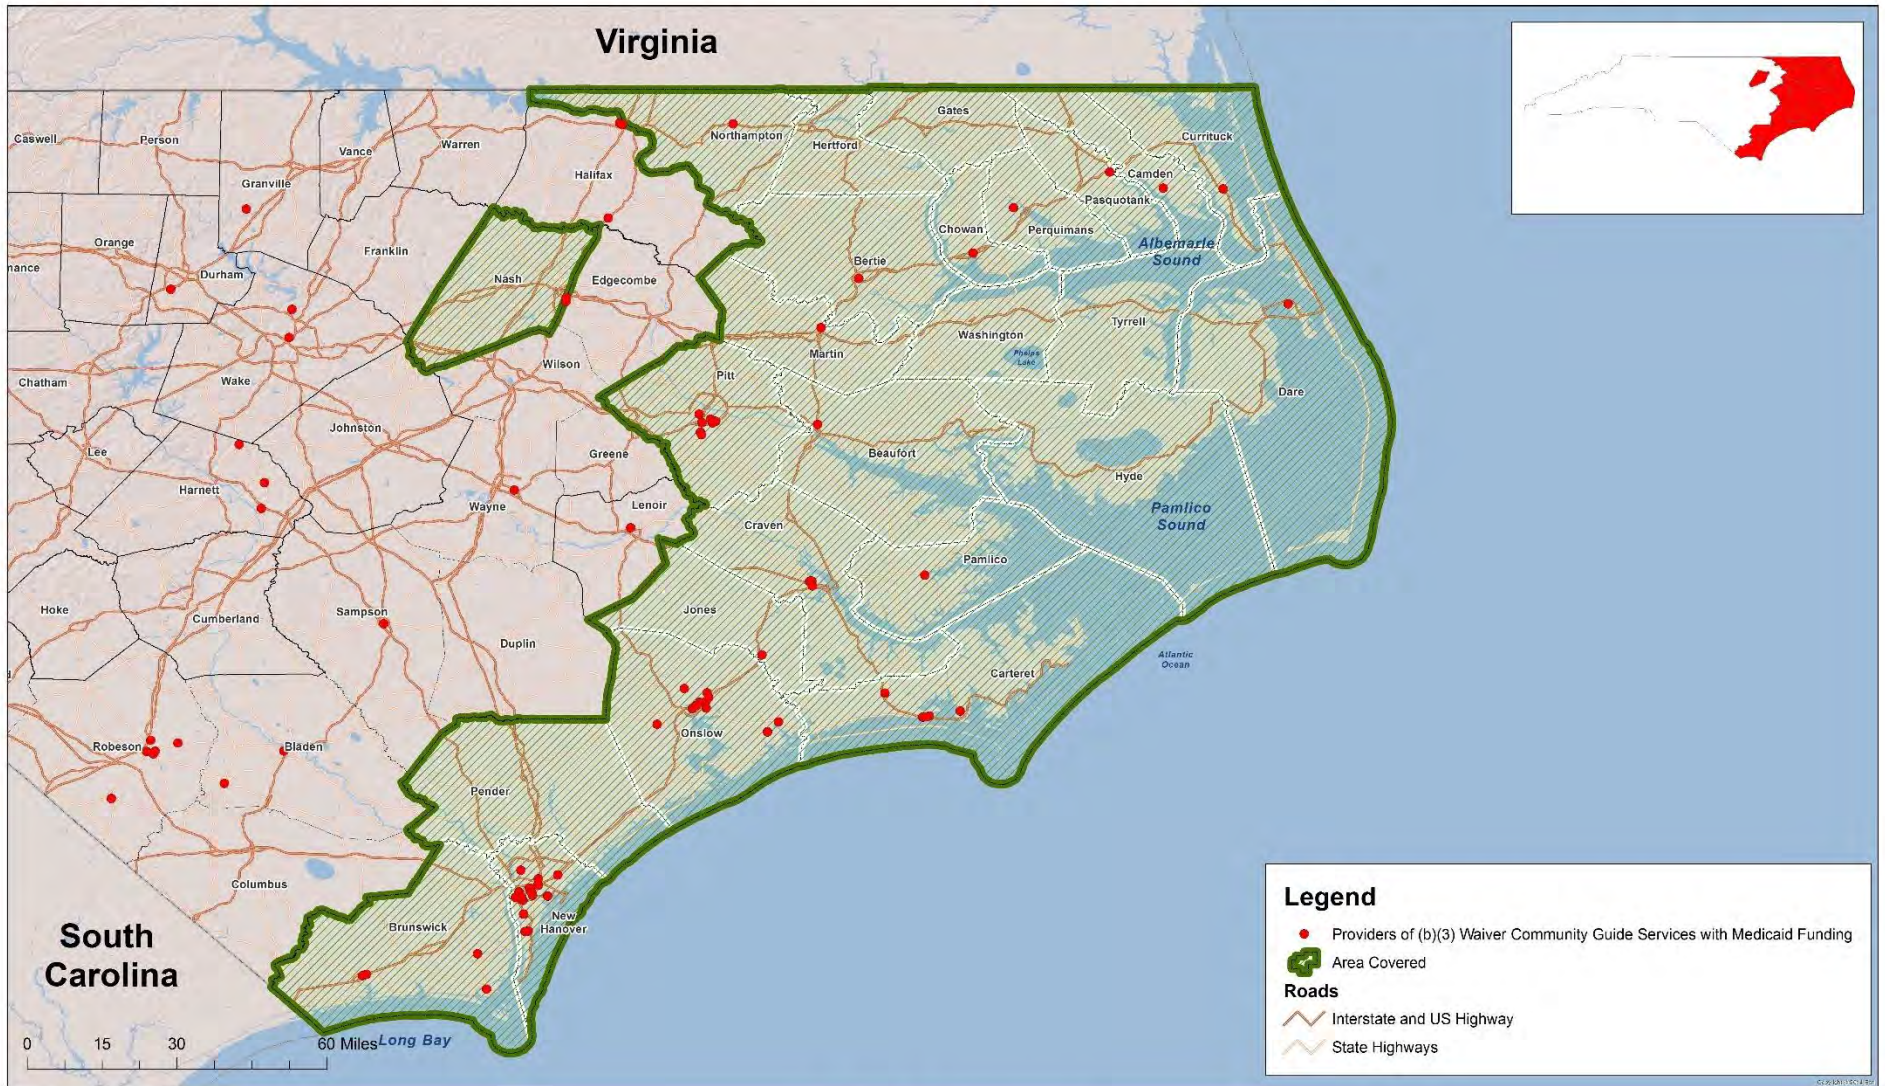 Virginia
Gates
Currituck
Northampton
Hertford
Caswell
Person
Vance
Warren
Halifax
Camden
Granville
Pasquotank
Chowan
Perquimans
Albemarle
Sound
Orange
Franklin
mance
Durham
Nash
Edgecombe
Bertie
Washington
Tyrrell
Martin
Phelps
Lake
Wilson
Chatham
Wake
Pitt
Dare
Johnston
Lee
Greene
Beaufort
Hyde
Harnett
Wayne
Lenoir
Pamlico
Sound
Craven
Pamlico
Hoke
Cumberland
Sampson
Jones
Duplin
Atlantic
Ocean
Carteret
Robeson
Bladen
Onslow
Pender
Columbus
New
Hanover
Brunswick
South
Carolina
0 15 30 60 Miles
Long Bay
Legend
Providers of (b)(3) Waiver Community Guide Services with Medicaid Funding
Area Covered
Roads
Interstate and US Highway
State Highways